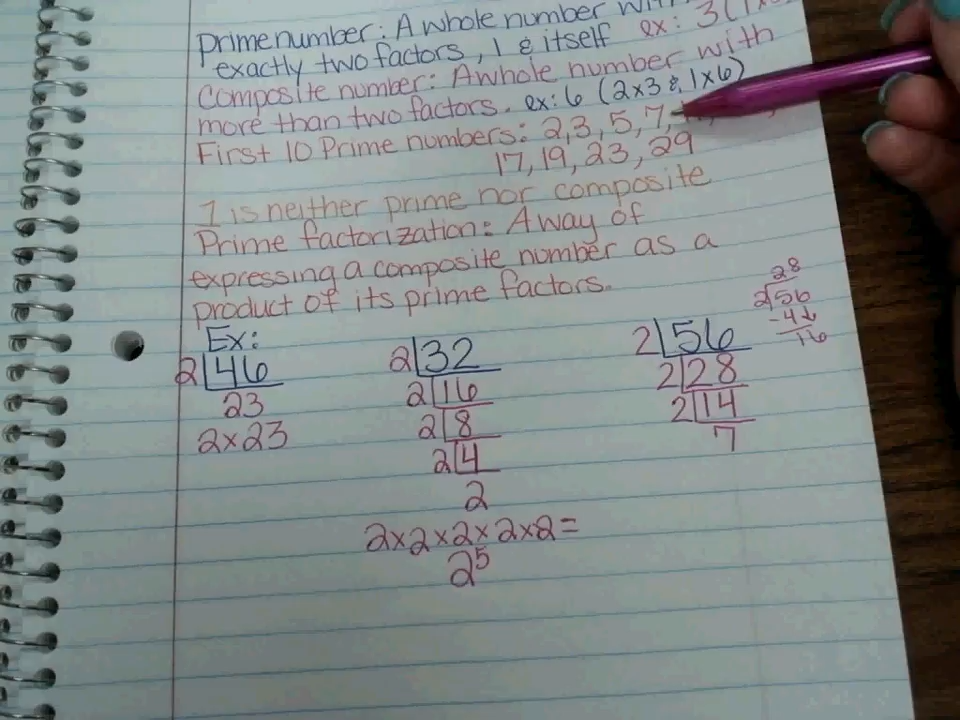 Prime number: A whole number with
exactly two factors, 1 & itself ex: 3(1x
Composite number: A whole number with
more than two factors. ex: 6 (2x3 & 1x6)
First 10 Prime numbers: 2, 3, 5, 7,
17, 19, 23, 29
1 is neither prime nor composite
Prime factorization: A way of
expressing a composite number as a
product of its prime factors.
Ex:
2 46
23
2x23
2 32
2 16
2 8
2 4
2
2x2x2x2x2=
2⁵
2 56
2 28
2 14
7
28
2 56
-4
16